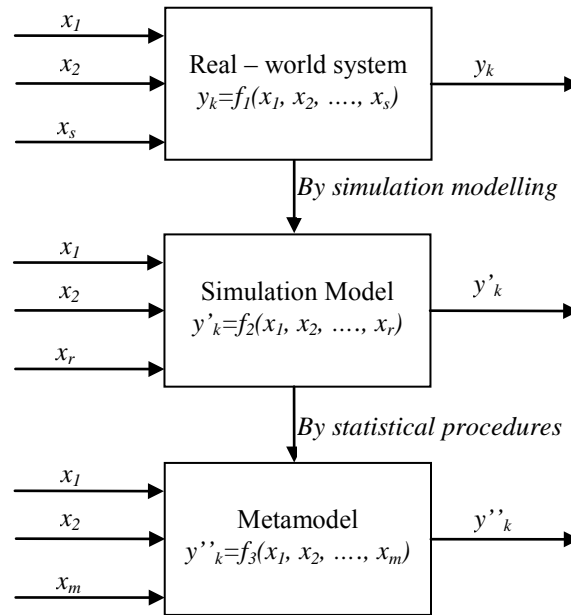 x1
x2
xs
Real – world system
yk=f1(x1, x2, ...., xs)
yk
By simulation modelling
x1
x2
xr
Simulation Model
y’k=f2(x1, x2, ...., xr)
y’k
By statistical procedures
x1
x2
xm
Metamodel
y’’k=f3(x1, x2, ...., xm)
y’’k